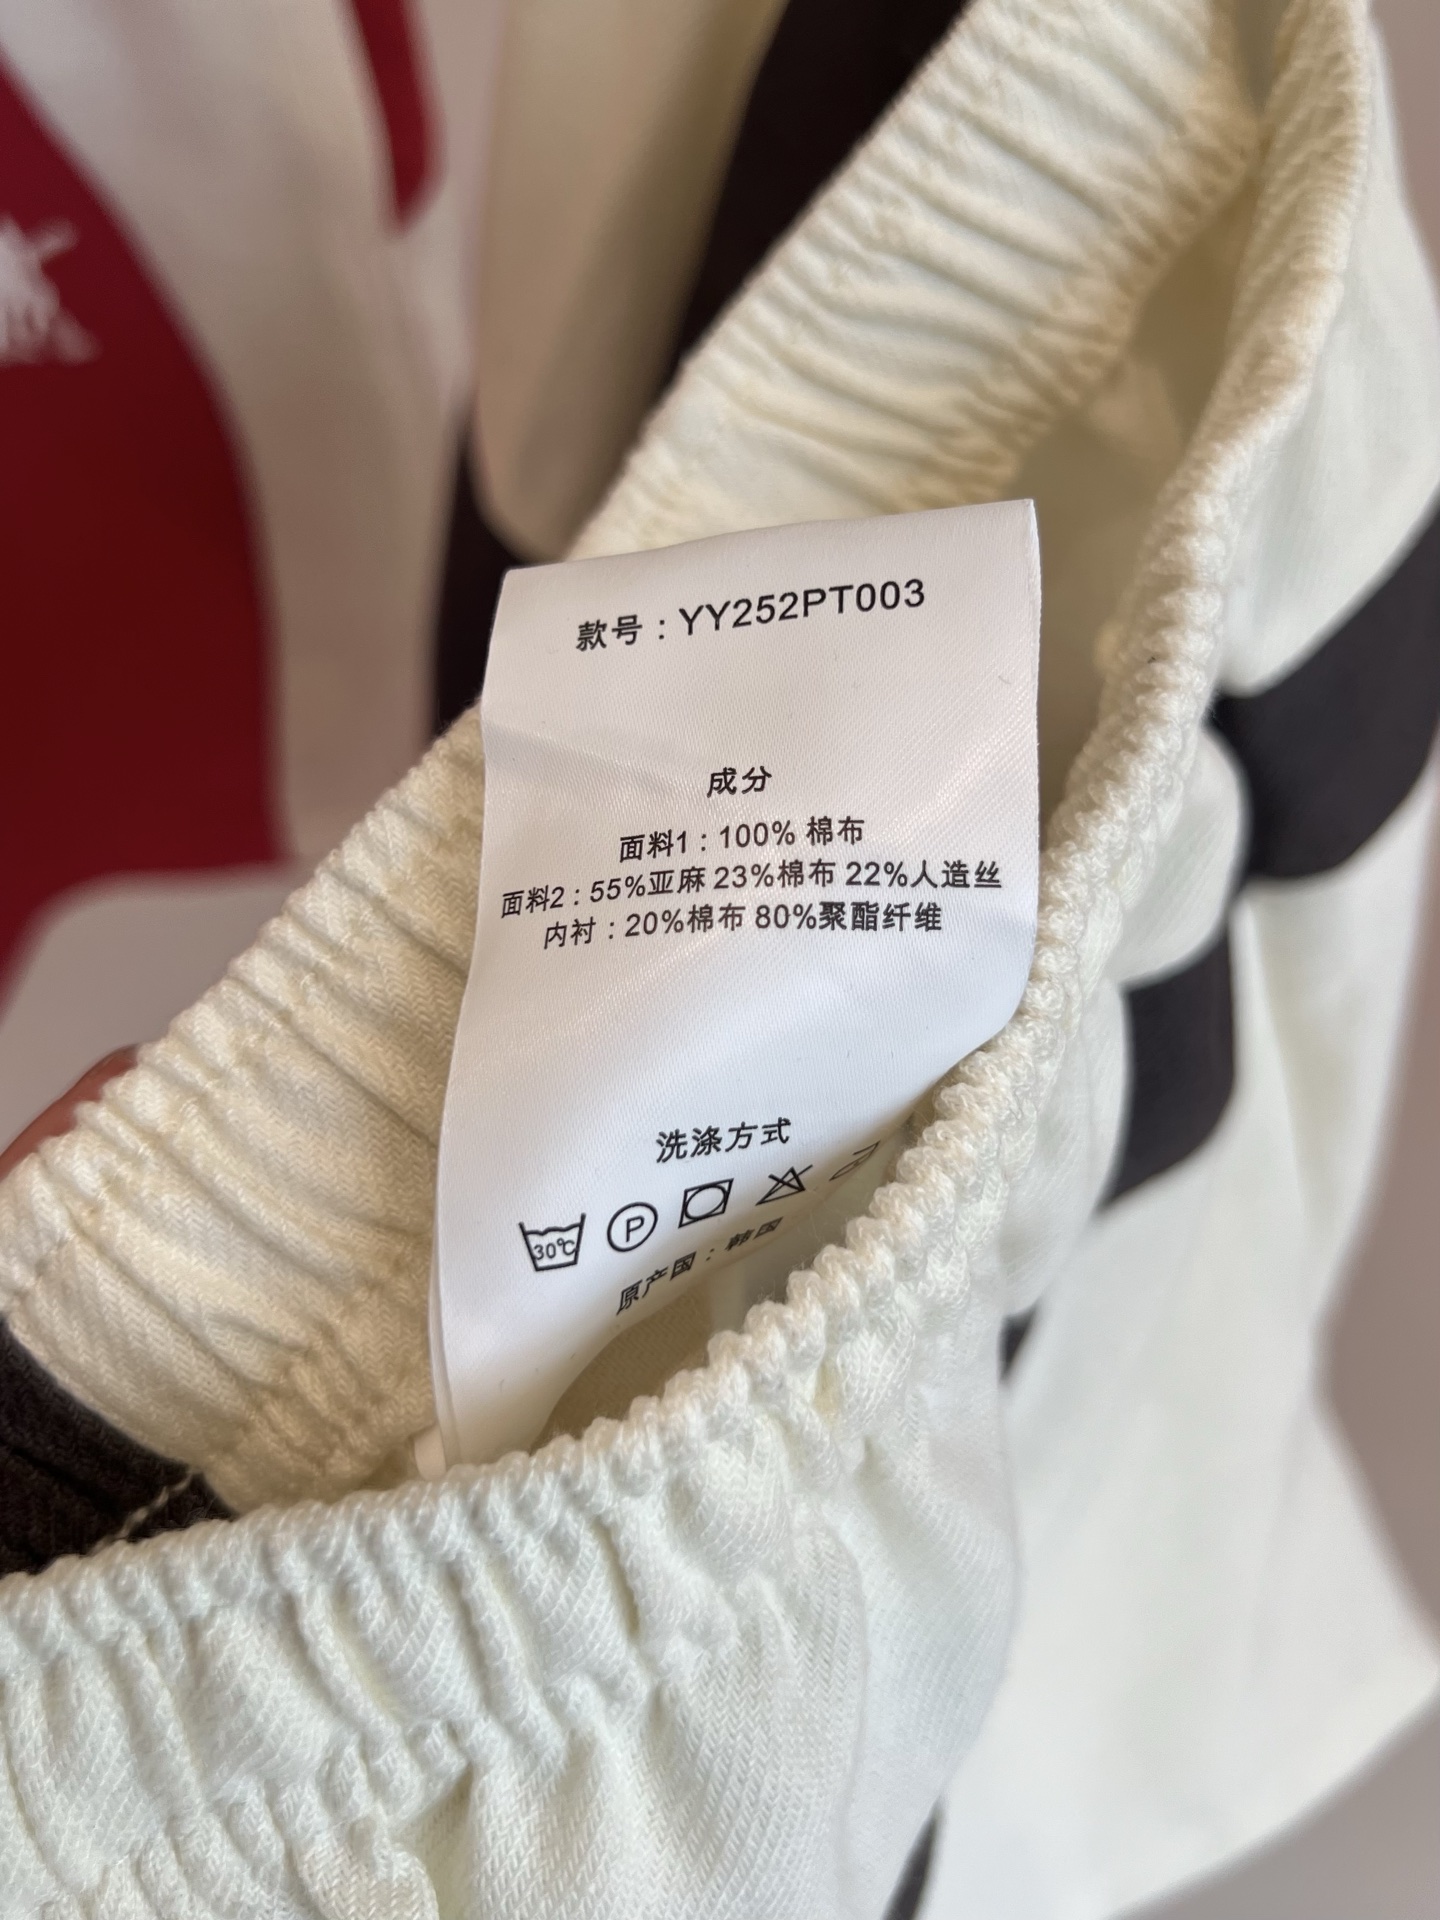 款号：YY252PT003
成分
面料1：100% 棉布
面料2：55%亚麻 23%棉布 22%人造丝
内衬：20%棉布 80%聚酯纤维
洗涤方式
30℃ P
原产国：韩国